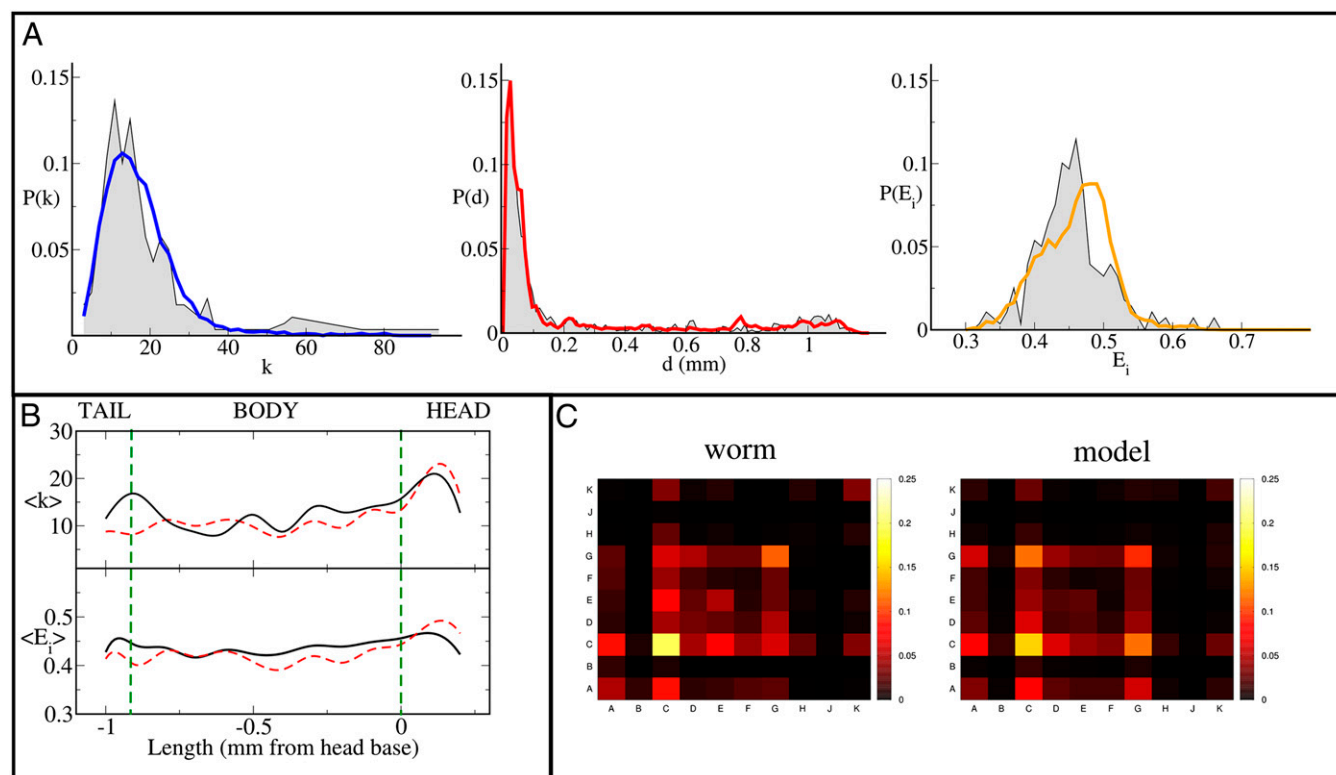 A
0.15
0.1
P(k)
0.05
0
0
20
40
60
80
k
0.15
0.1
P(d)
0.05
0
0
0.2
0.4
0.6
0.8
1
d (mm)
0.15
0.1
P(E_i)
0.05
0
0.3
0.4
0.5
0.6
0.7
E_i
B
TAIL BODY HEAD
30
20
<k>
10
0.5
<E_i>
0.4
0.3
-1 -0.5 0
Length (mm from head base)
C
worm
K
J
H
G
F
E
D
C
B
A
A B C D E F G H J K
0.25
0.2
0.15
0.1
0.05
0
model
K
J
H
G
F
E
D
C
B
A
A B C D E F G H J K
0.25
0.2
0.15
0.1
0.05
0